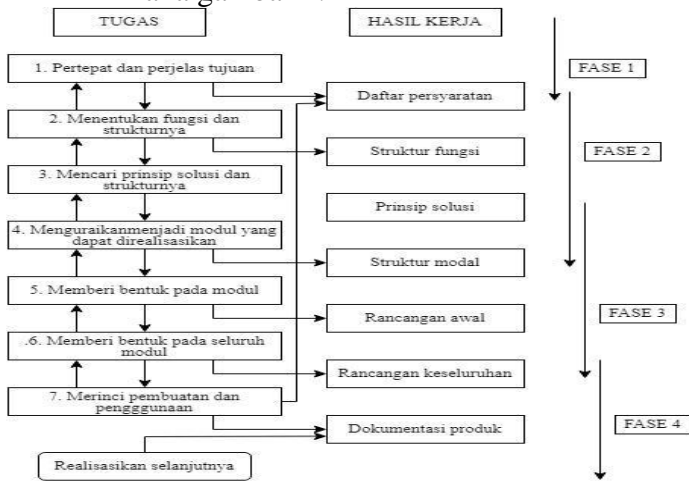 TUGAS
HASIL KERJA
1. Pertepat dan perjelas tujuan
FASE 1
Daftar persyaratan
2. Menentukan fungsi dan
strukturnya
Struktur fungsi
FASE 2
3. Mencari prinsip solusi dan
strukturnya
Prinsip solusi
4. Menguraikanmenjadi modul yang
dapat direalisasikan
Struktur modal
5. Memberi bentuk pada modul
Rancangan awal
FASE 3
.6. Memberi bentuk pada seluruh
modul
Rancangan keseluruhan
7. Merinci pembuatan dan
pengggunaan
Dokumentasi produk
FASE 4
Realisasikan selanjutnya